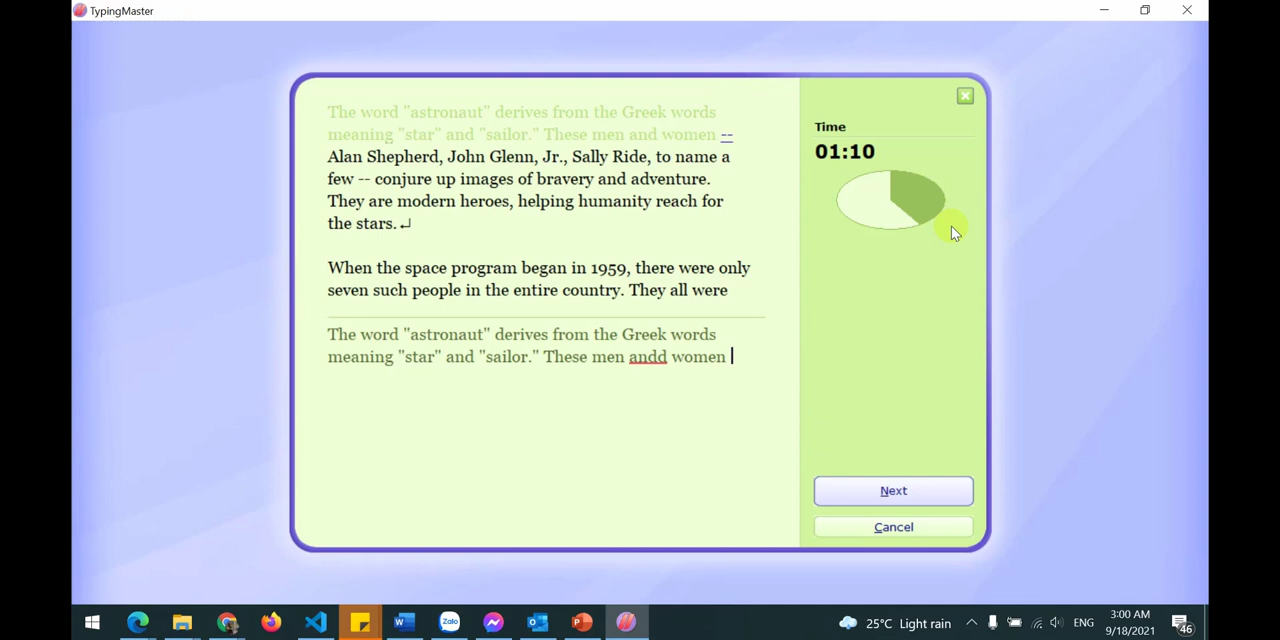 TypingMaster
The word "astronaut" derives from the Greek words
meaning "star" and "sailor." These men and women --
Alan Shepherd, John Glenn, Jr., Sally Ride, to name a
few -- conjure up images of bravery and adventure.
They are modern heroes, helping humanity reach for
the stars.↵
When the space program began in 1959, there were only
seven such people in the entire country. They all were
The word "astronaut" derives from the Greek words
meaning "star" and "sailor." These men andd women
Time
01:10
Next
Cancel
W
Zalo
P
25°C Light rain
ENG
3:00 AM
9/18/2021
46